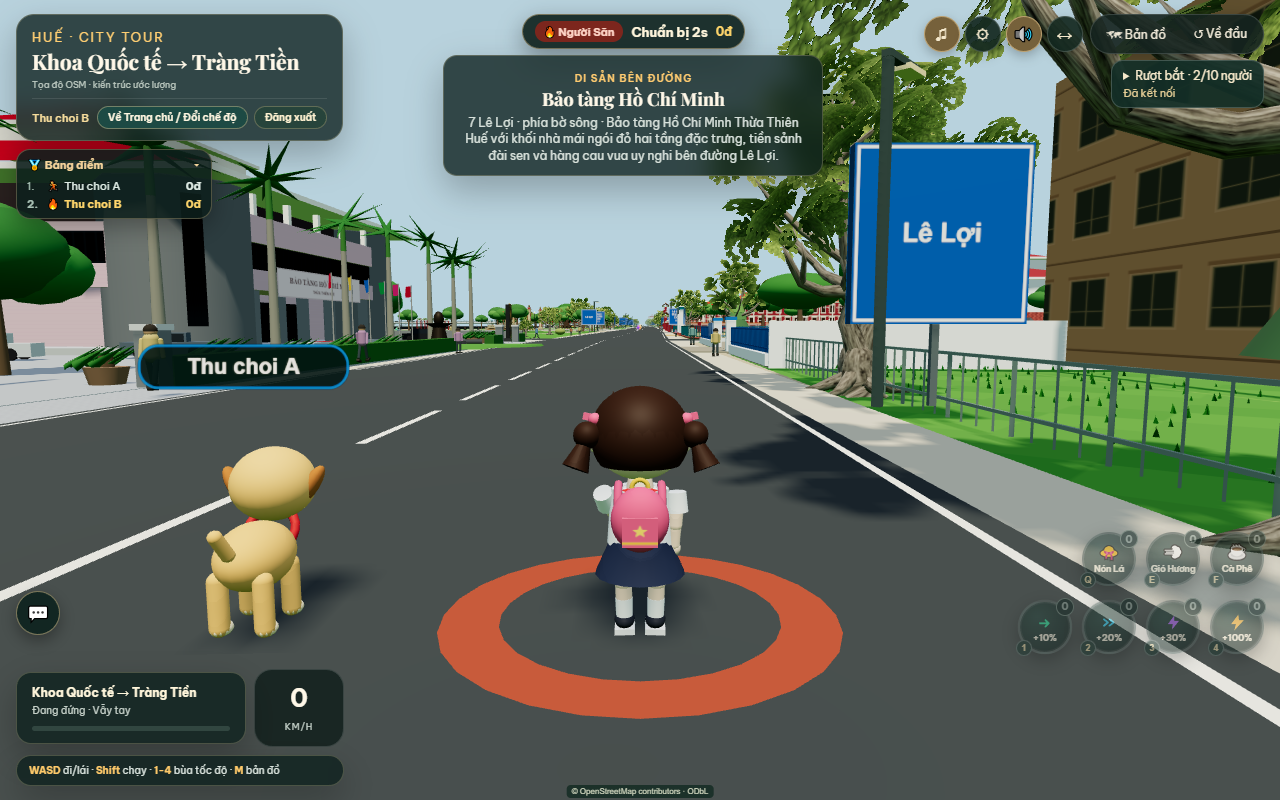 HUẾ · CITY TOUR
Khoa Quốc tế → Tràng Tiền
Tọa độ OSM · kiến trúc ước lượng
Thu choi B
Về Trang chủ / Đổi chế độ
Đăng xuất
Bảng điểm
1. Thu choi A 0đ
2. Thu choi B 0đ
Người Săn
Chuẩn bị 2s
0đ
DI SẢN BÊN ĐƯỜNG
Bảo tàng Hồ Chí Minh
7 Lê Lợi · phía bờ sông · Bảo tàng Hồ Chí Minh Thừa Thiên
Huế với khối nhà mái ngói đỏ hai tầng đặc trưng, tiền sảnh
đài sen và hàng cau vua uy nghi bên đường Lê Lợi.
Bản đồ
↺ Về đầu
▸ Rượt bắt · 2/10 người
Đã kết nối
Lê Lợi
Thu choi A
0
Nón Lá
Q
0
Gió Hương
E
0
Cà Phê
F
0
+10%
1
0
+20%
2
0
+30%
3
0
+100%
4
Khoa Quốc tế → Tràng Tiền
Đang đứng · Vẫy tay
0
KM/H
WASD đi/lái · Shift chạy · 1-4 bùa tốc độ · M bản đồ
© OpenStreetMap contributors · ODbL